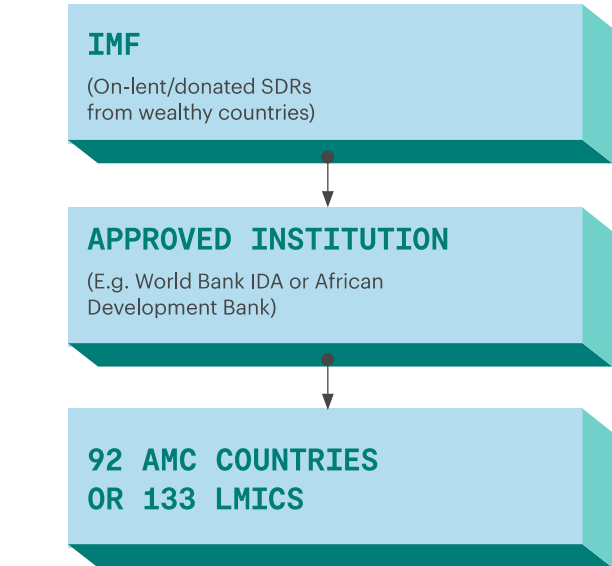 IMF
(On-lent/donated SDRs
from wealthy countries)
APPROVED INSTITUTION
(E.g. World Bank IDA or African
Development Bank)
92 AMC COUNTRIES
OR 133 LMICS